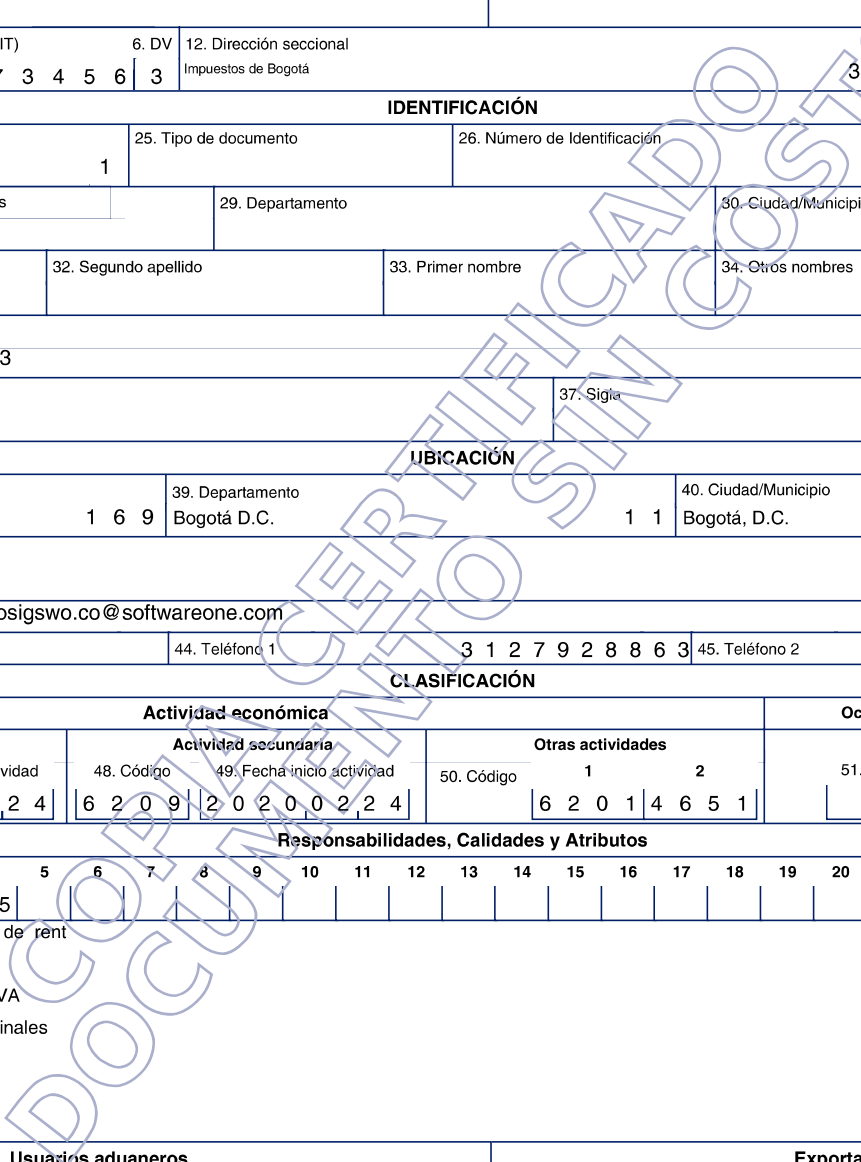 IT) 6. DV 12. Dirección seccional
3 4 5 6 3 Impuestos de Bogotá 3
IDENTIFICACIÓN
25. Tipo de documento 26. Número de Identificación
1
s 29. Departamento 30. Ciudad/Municipi
32. Segundo apellido 33. Primer nombre 34. Otros nombres
3
37. Sigla
UBICACIÓN
39. Departamento 40. Ciudad/Municipio
1 6 9 Bogotá D.C. 1 1 Bogotá, D.C.
osigswo.co@softwareone.com
44. Teléfono 1 3 1 2 7 9 2 8 8 6 3 45. Teléfono 2
CLASIFICACIÓN
Actividad económica Oc
Actividad secundaria Otras actividades
vidad 48. Código 49. Fecha inicio actividad 50. Código 1 2 51.
2 4 6 2 0 9 2 0 2 0 0 2 2 4 6 2 0 1 4 6 5 1
Responsabilidades, Calidades y Atributos
5 6 7 8 9 10 11 12 13 14 15 16 17 18 19 20
5
de rent
VA
inales
Usuarios aduaneros Exporta
COPIA CERTIFICADO
DOCUMENTO SIN COST